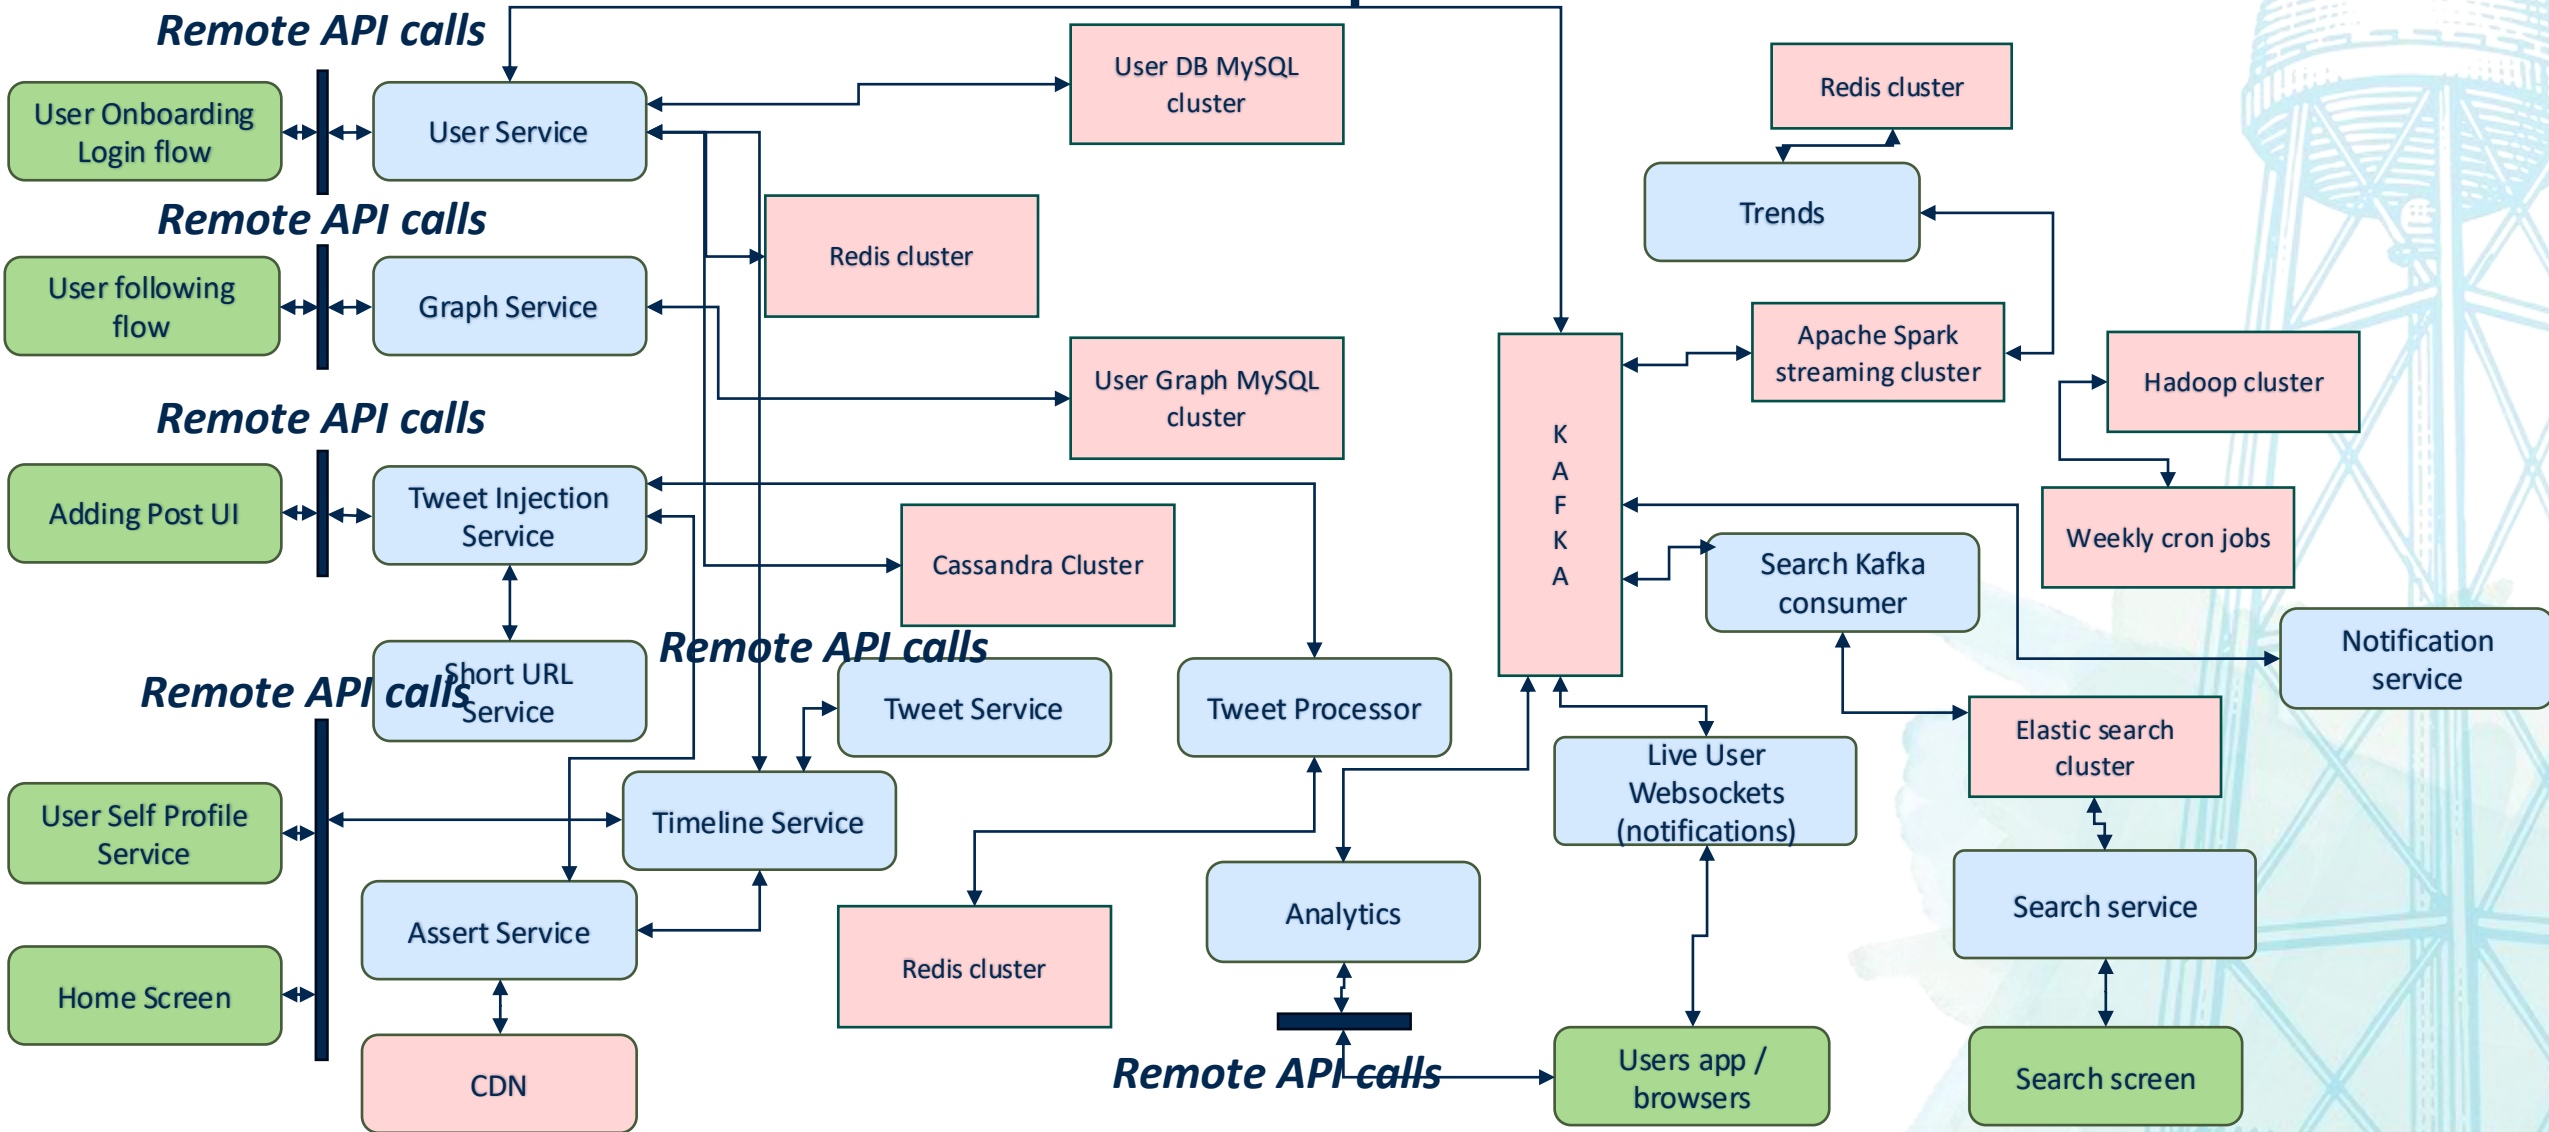 Remote API calls
User Onboarding
Login flow
User Service
User DB MySQL
cluster
Redis cluster
Remote API calls
Trends
Redis cluster
User following
flow
Graph Service
User Graph MySQL
cluster
Apache Spark
streaming cluster
Hadoop cluster
Remote API calls
K
A
F
K
A
Adding Post UI
Tweet Injection
Service
Cassandra Cluster
Search Kafka
consumer
Weekly cron jobs
Remote API calls
Notification
service
Remote API calls
Short URL
Service
Tweet Service
Tweet Processor
Live User
Websockets
(notifications)
Elastic search
cluster
User Self Profile
Service
Timeline Service
Assert Service
Analytics
Search service
Home Screen
Redis cluster
CDN
Remote API calls
Users app /
browsers
Search screen